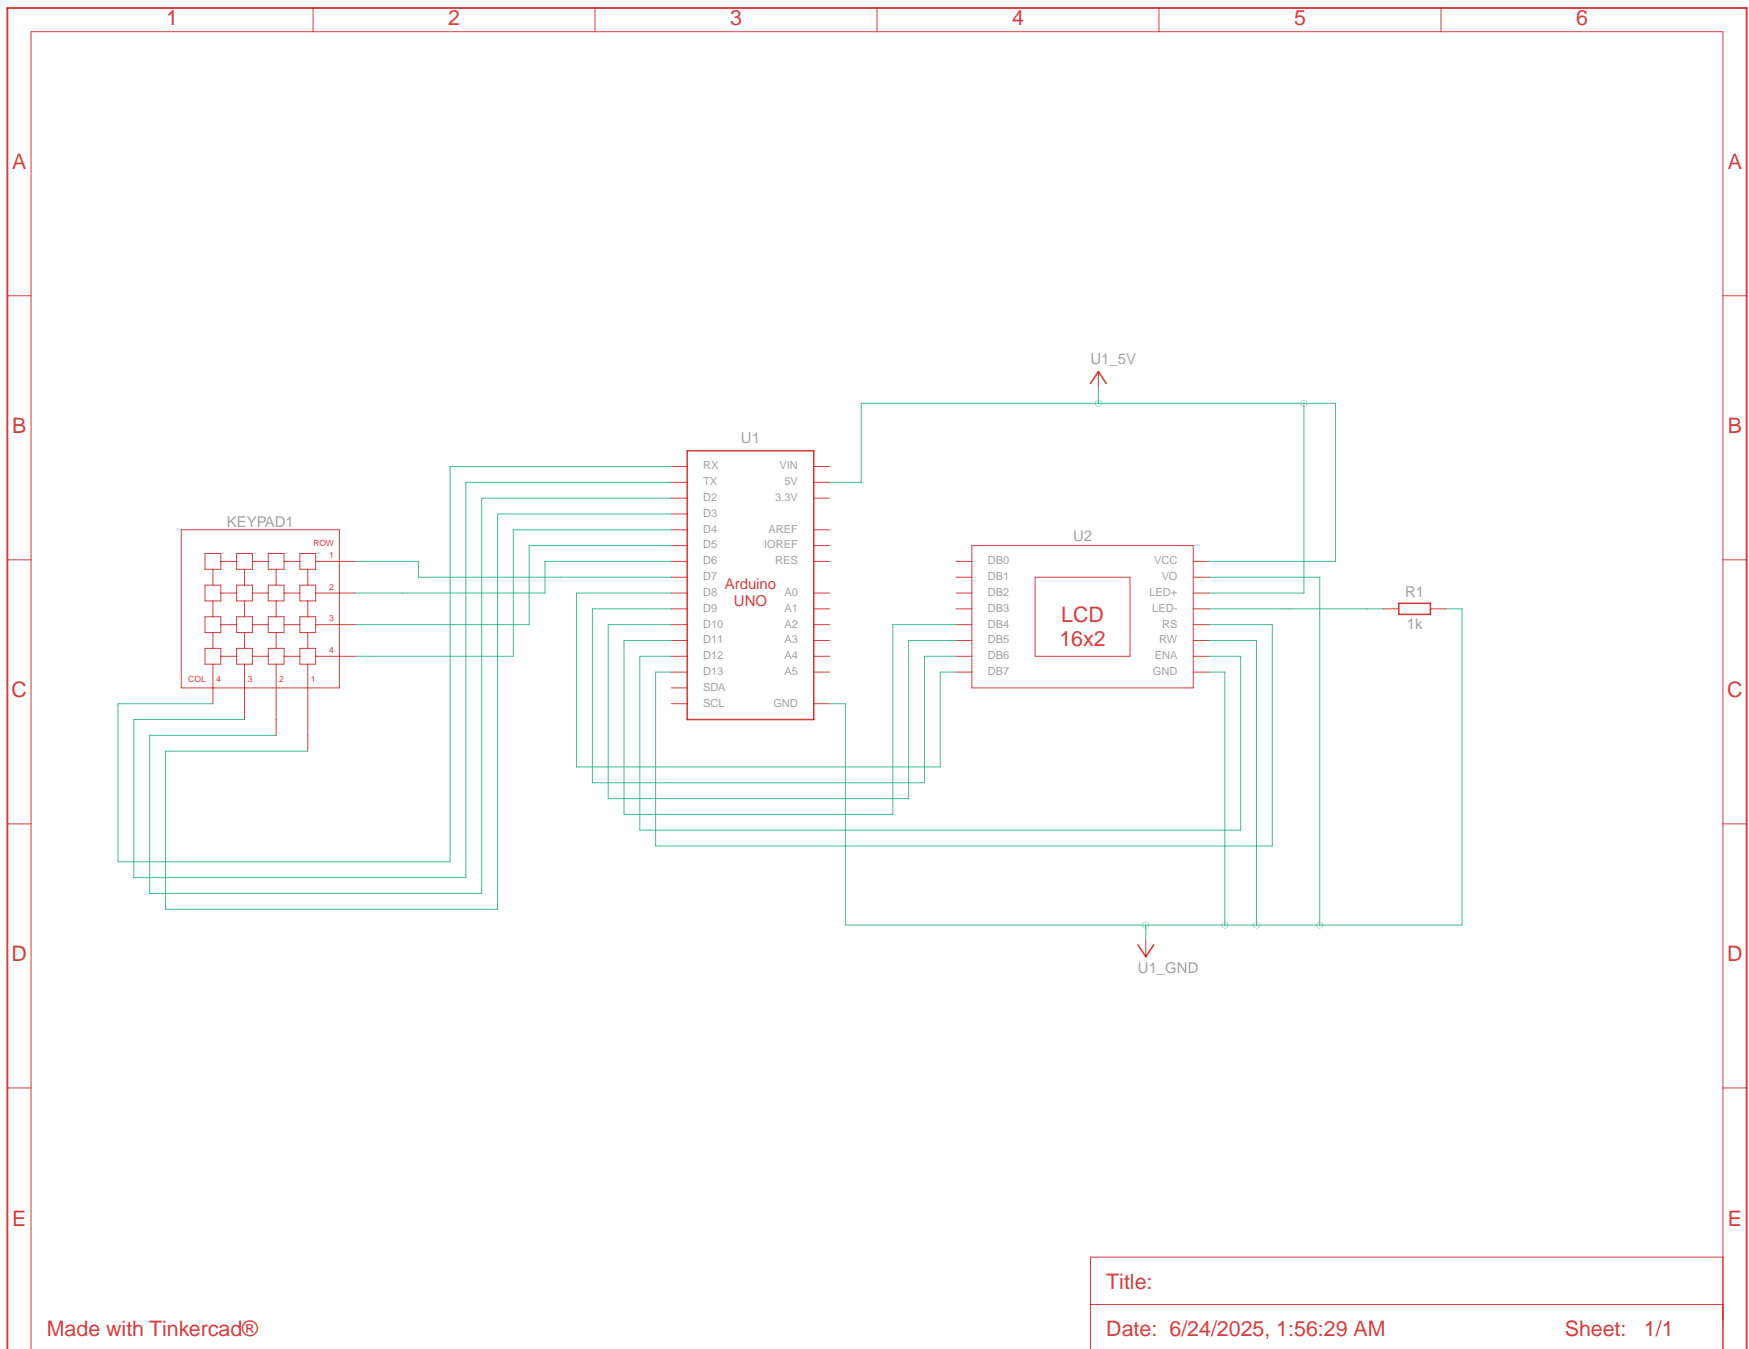 1 2 3 4 5 6
A A
B B
C C
D D
E E
U1_5V
U1
RX VIN
TX 5V
D2 3.3V
D3
D4 AREF
D5 IOREF
D6 RES
D7
Arduino
UNO
D8 A0
D9 A1
D10 A2
D11 A3
D12 A4
D13 A5
SDA
SCL GND
KEYPAD1
ROW
1
2
3
4
COL 4 3 2 1
U2
DB0 VCC
DB1 VO
DB2 LED+
DB3 LED-
DB4 RS
DB5 RW
DB6 ENA
DB7 GND
LCD
16x2
R1
1k
U1_GND
Title:
Made with Tinkercad®
Date: 6/24/2025, 1:56:29 AM Sheet: 1/1